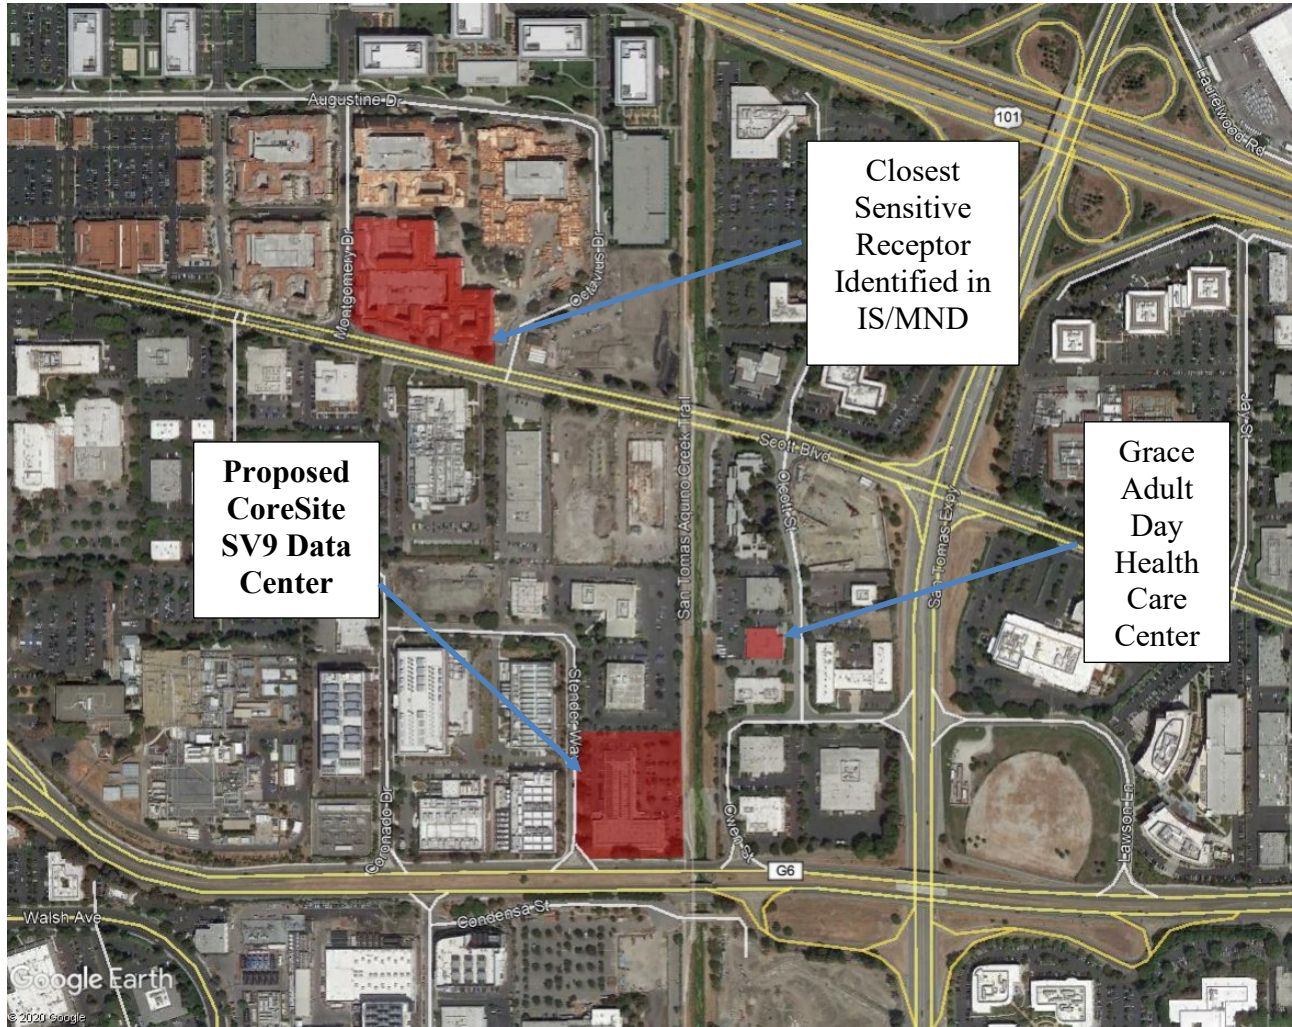 Augustine Dr
101
Laurelwood Rd
Closest
Sensitive
Receptor
Identified in
IS/MND
Montgomery Dr
Octavius Dr
Jay St
San Tomas Aquino Creek Trail
Scott Blvd
Octott St
San Tomas Expy
Proposed
CoreSite
SV9 Data
Center
Grace
Adult
Day
Health
Care
Center
Stender Wa
Coronado Dr
Owen St
Lawson Ln
G6
Walsh Ave
Condensa St
Google Earth
© 2020 Google